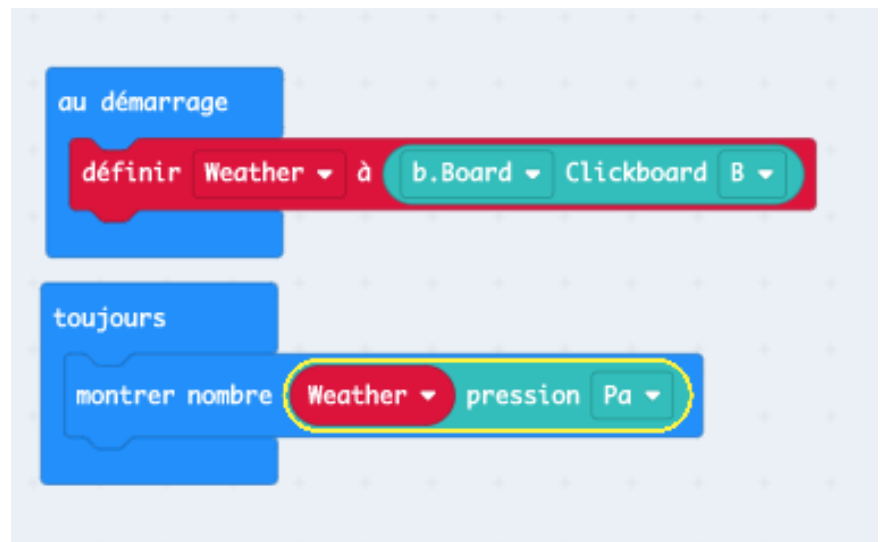 au démarrage
définir Weather à b.Board Clickboard B
toujours
montrer nombre Weather pression Pa